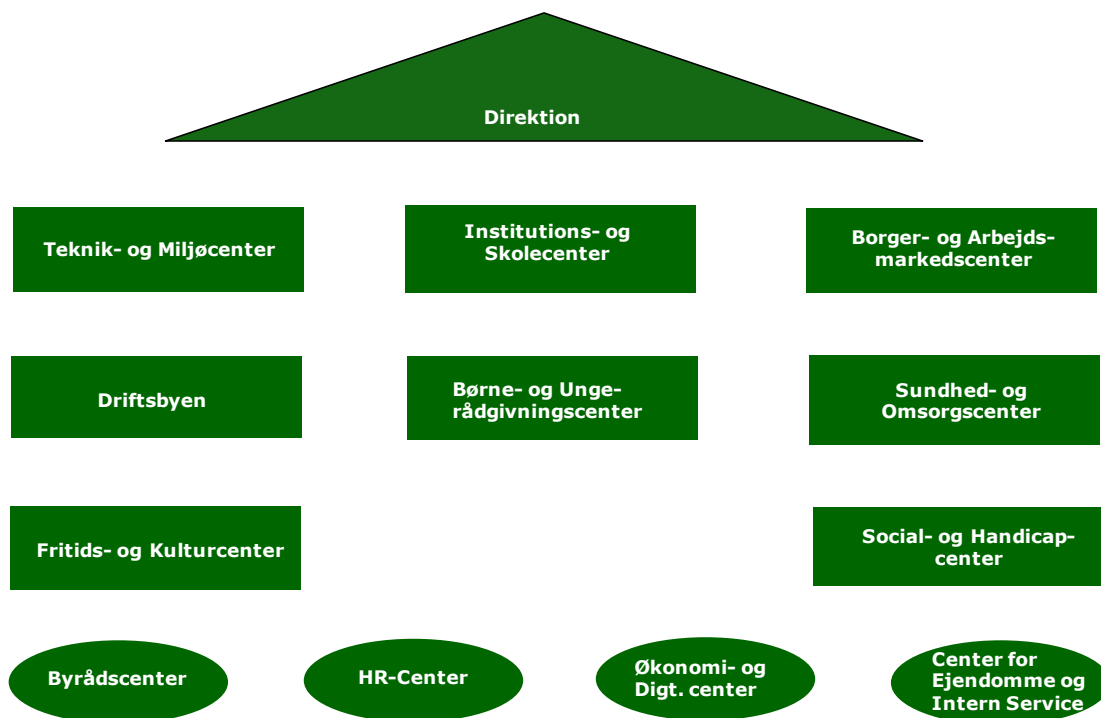 Direktion
Teknik- og Miljøcenter
Institutions- og
Skolecenter
Borger- og Arbejds-
markedscenter
Driftsbyen
Børne- og Unge-
rådgivningscenter
Sundhed- og
Omsorgscenter
Fritids- og Kulturcenter
Social- og Handicap-
center
Byrådscenter
HR-Center
Økonomi- og
Digt. center
Center for
Ejendomme og
Intern Service